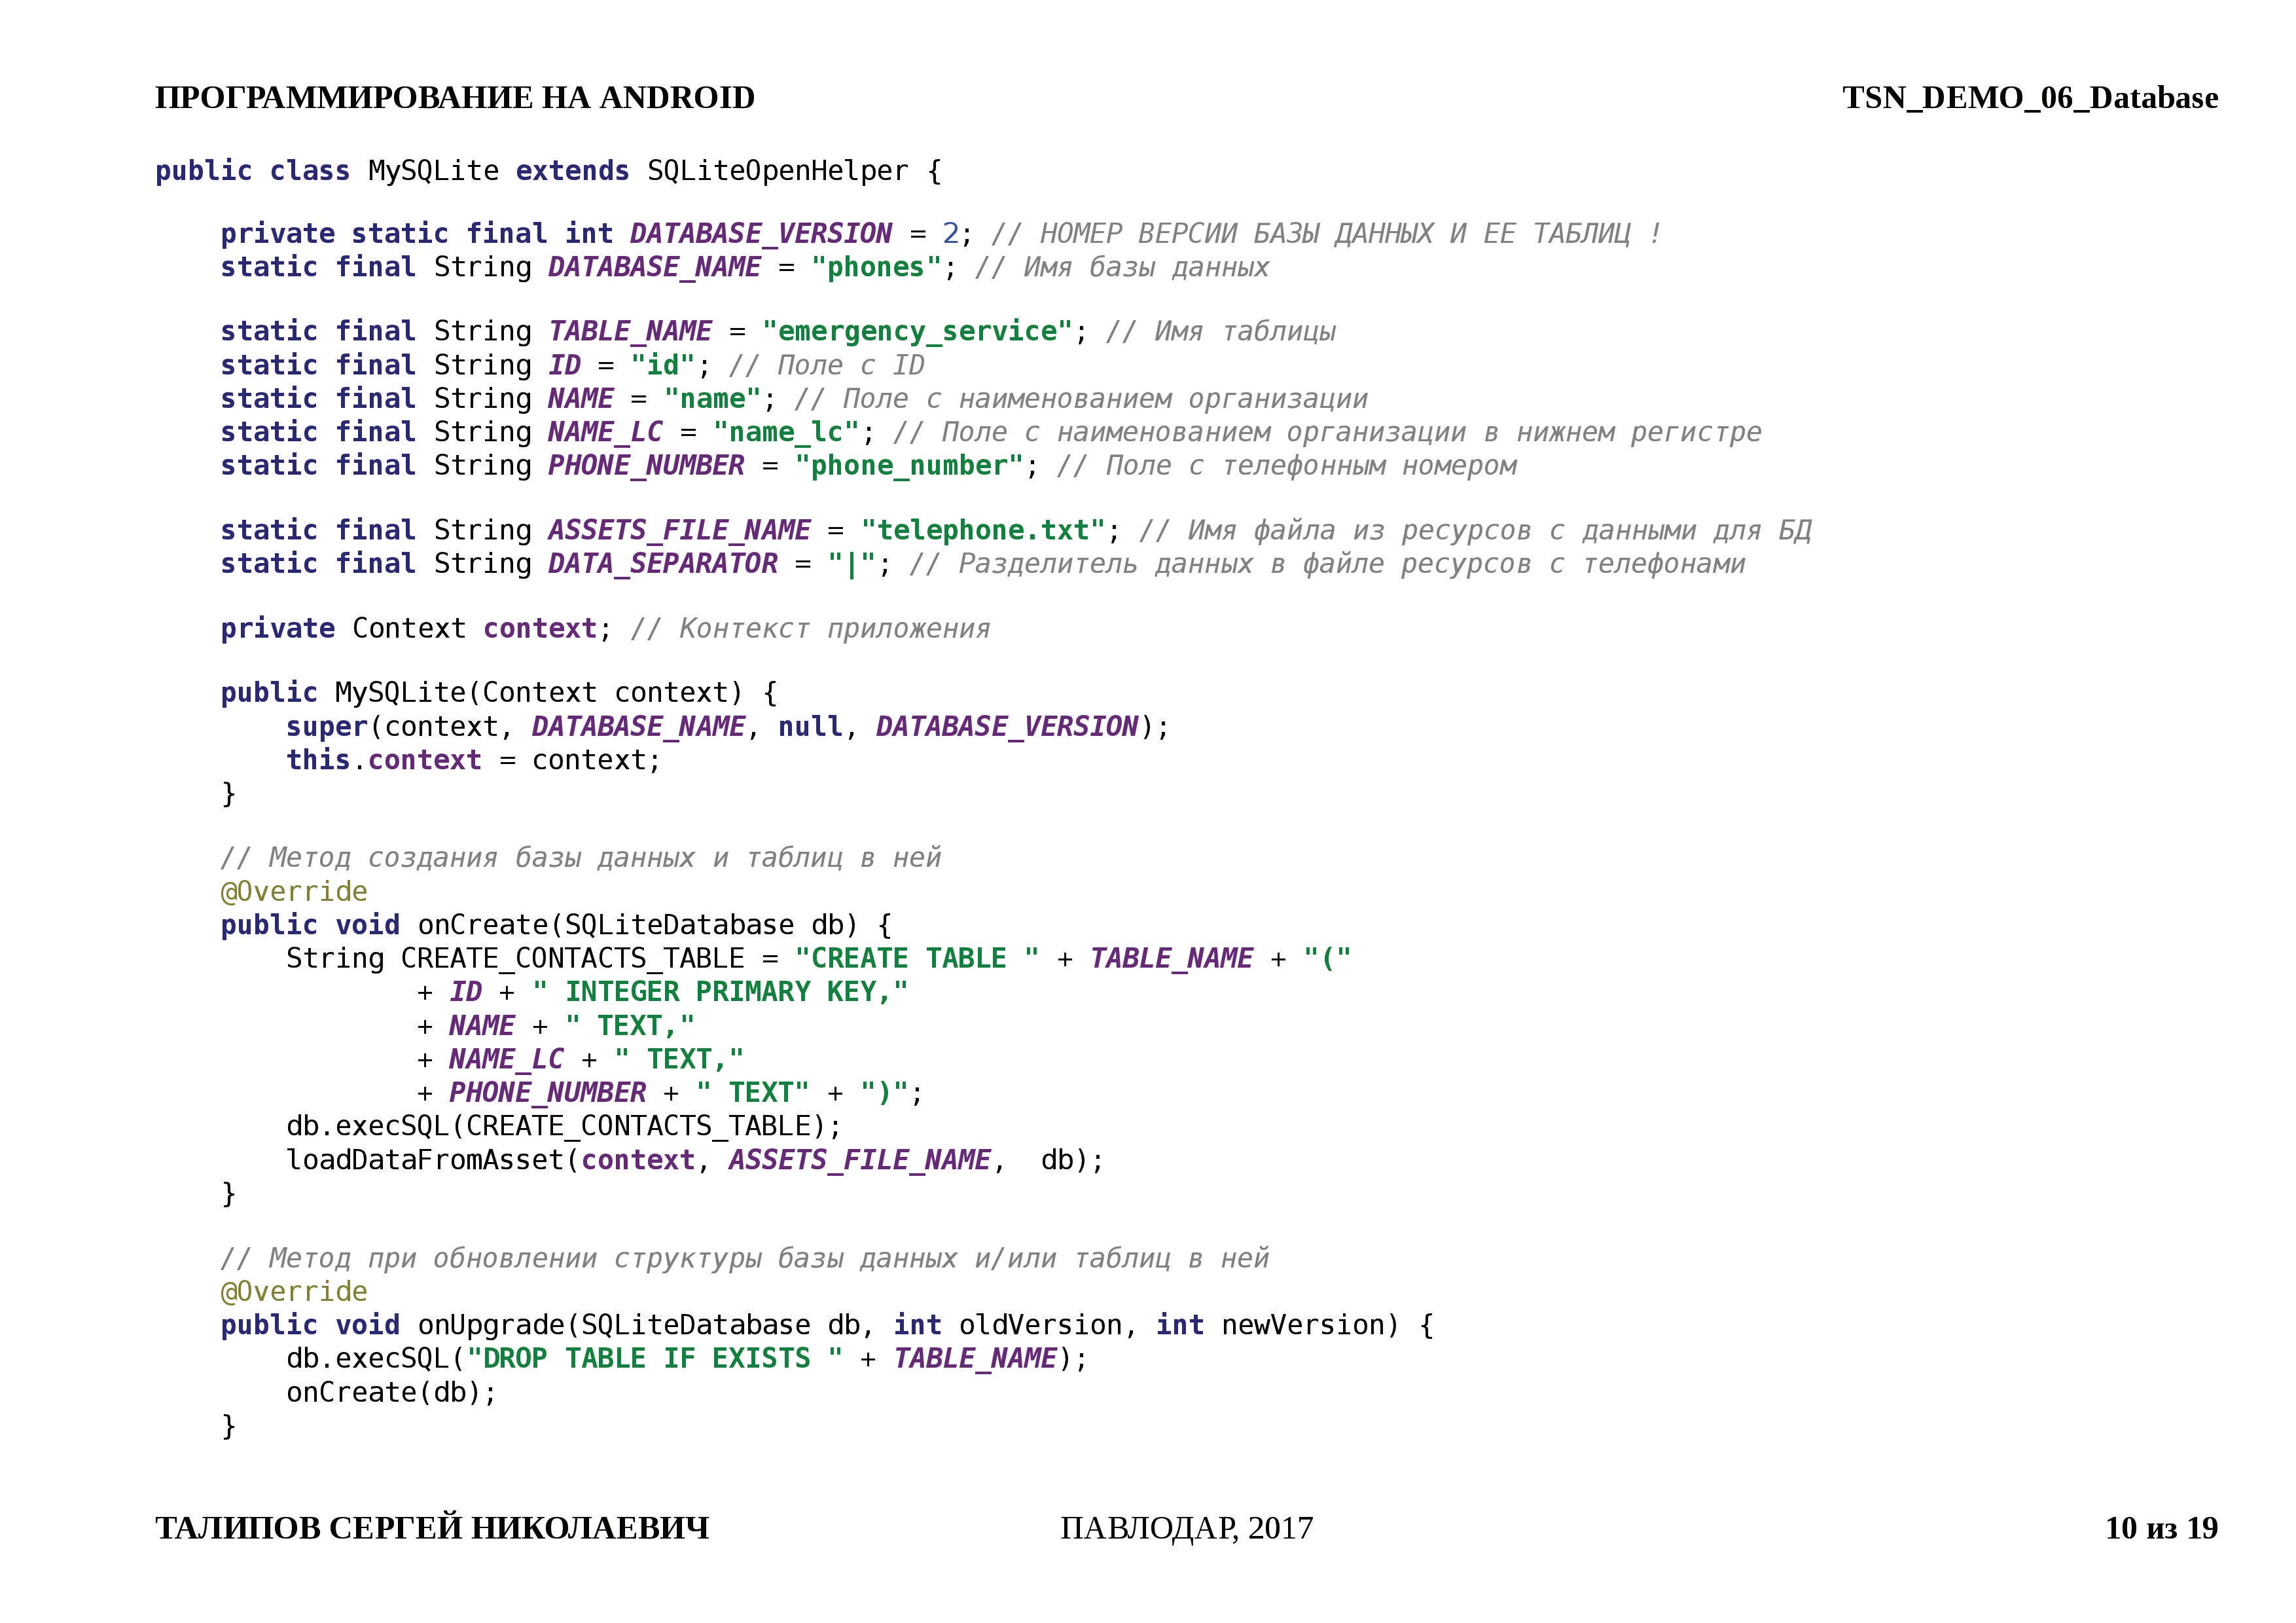 ПРОГРАММИРОВАНИЕ НА ANDROID TSN_DEMO_06_Database
public class MySQLite extends SQLiteOpenHelper {
private static final int DATABASE_VERSION = 2; // НОМЕР ВЕРСИИ БАЗЫ ДАННЫХ И ЕЕ ТАБЛИЦ !
static final String DATABASE_NAME = "phones"; // Имя базы данных
static final String TABLE_NAME = "emergency_service"; // Имя таблицы
static final String ID = "id"; // Поле с ID
static final String NAME = "name"; // Поле с наименованием организации
static final String NAME_LC = "name_lc"; // Поле с наименованием организации в нижнем регистре
static final String PHONE_NUMBER = "phone_number"; // Поле с телефонным номером
static final String ASSETS_FILE_NAME = "telephone.txt"; // Имя файла из ресурсов с данными для БД
static final String DATA_SEPARATOR = "|"; // Разделитель данных в файле ресурсов с телефонами
private Context context; // Контекст приложения
public MySQLite(Context context) {
super(context, DATABASE_NAME, null, DATABASE_VERSION);
this.context = context;
}
// Метод создания базы данных и таблиц в ней
@Override
public void onCreate(SQLiteDatabase db) {
String CREATE_CONTACTS_TABLE = "CREATE TABLE " + TABLE_NAME + "("
+ ID + " INTEGER PRIMARY KEY,"
+ NAME + " TEXT,"
+ NAME_LC + " TEXT,"
+ PHONE_NUMBER + " TEXT" + ")";
db.execSQL(CREATE_CONTACTS_TABLE);
loadDataFromAsset(context, ASSETS_FILE_NAME,  db);
}
// Метод при обновлении структуры базы данных и/или таблиц в ней
@Override
public void onUpgrade(SQLiteDatabase db, int oldVersion, int newVersion) {
db.execSQL("DROP TABLE IF EXISTS " + TABLE_NAME);
onCreate(db);
}
ТАЛИПОВ СЕРГЕЙ НИКОЛАЕВИЧ ПАВЛОДАР, 2017 10 из 19